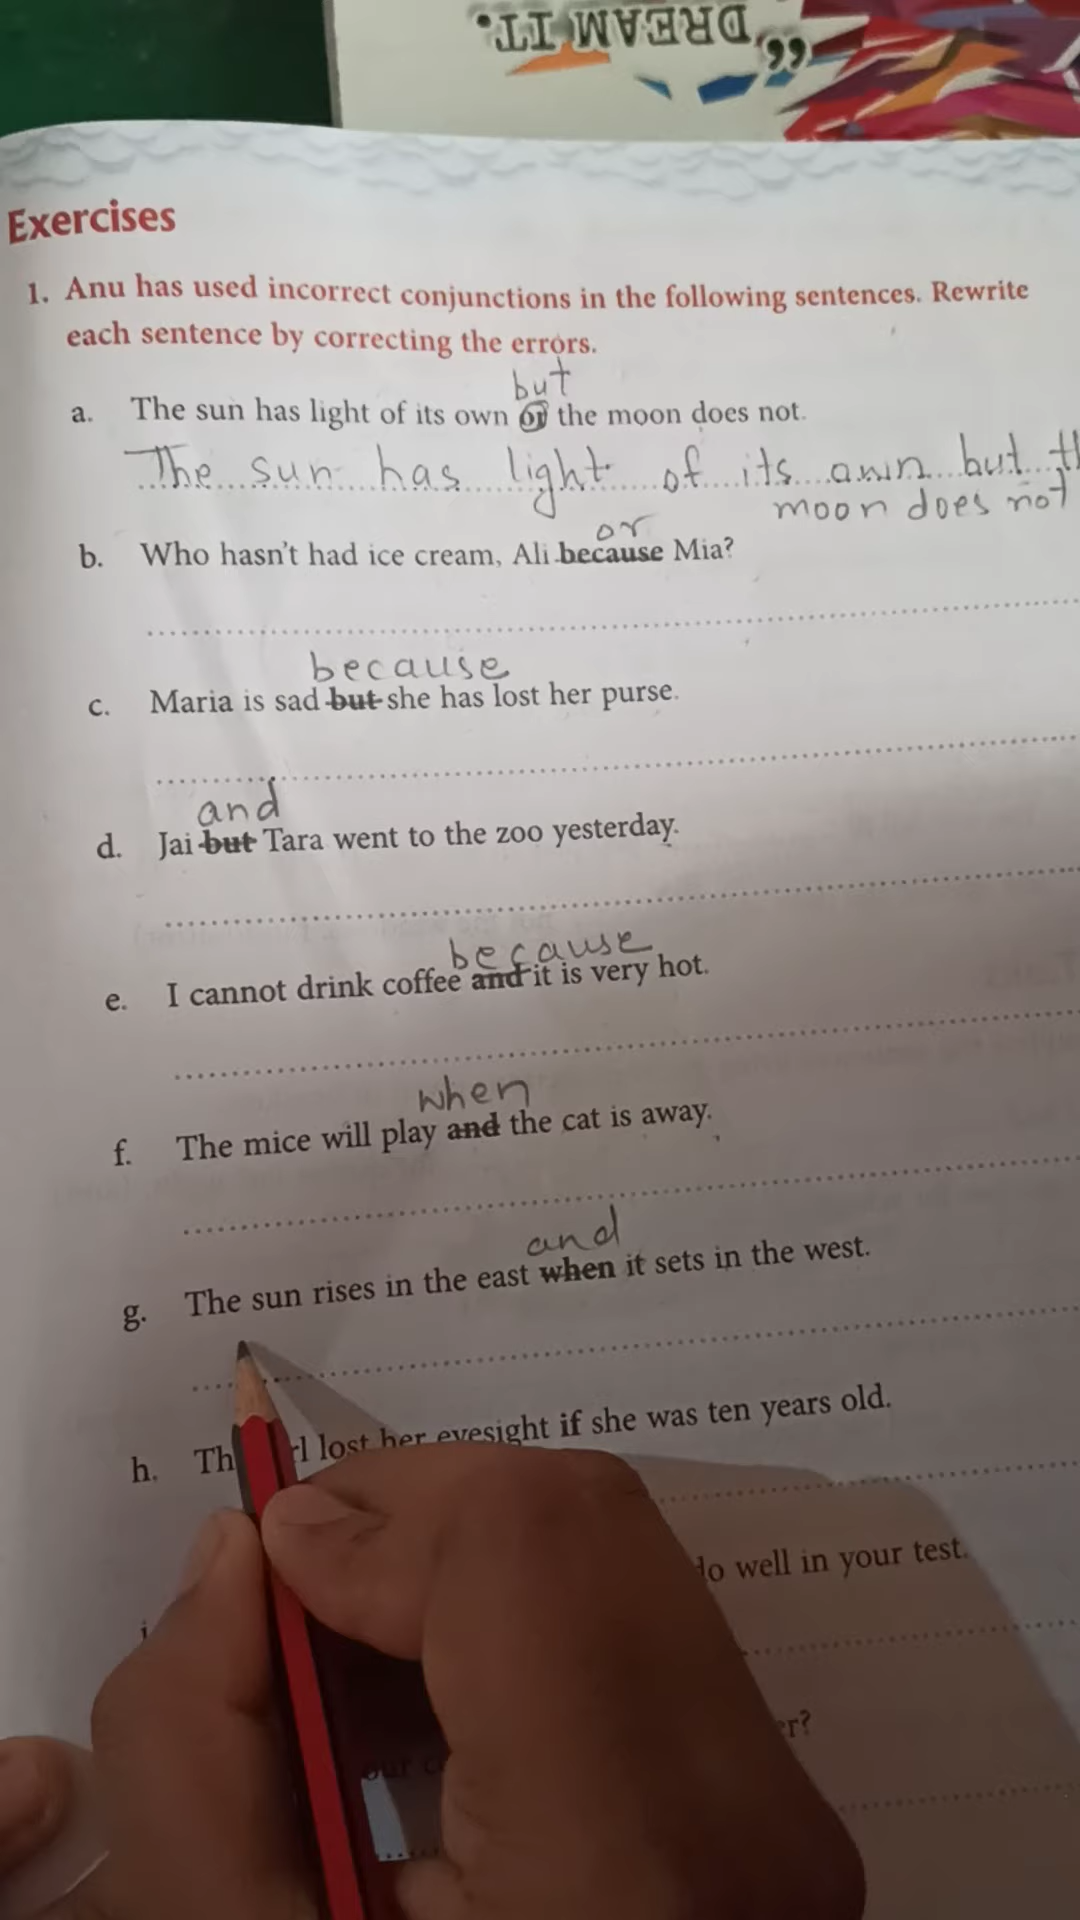 "DREAM IT.
Exercises
1. Anu has used incorrect conjunctions in the following sentences. Rewrite
each sentence by correcting the errors.
but
a. The sun has light of its own or the moon does not.
The sun has light of its own but
moon does not
or
b. Who hasn't had ice cream, Ali because Mia?
because
c. Maria is sad but she has lost her purse.
and
d. Jai but Tara went to the zoo yesterday.
because
e. I cannot drink coffee and it is very hot.
when
f. The mice will play and the cat is away.
and
g. The sun rises in the east when it sets in the west.
h. lost her eyesight if she was ten years old.
well in your test.